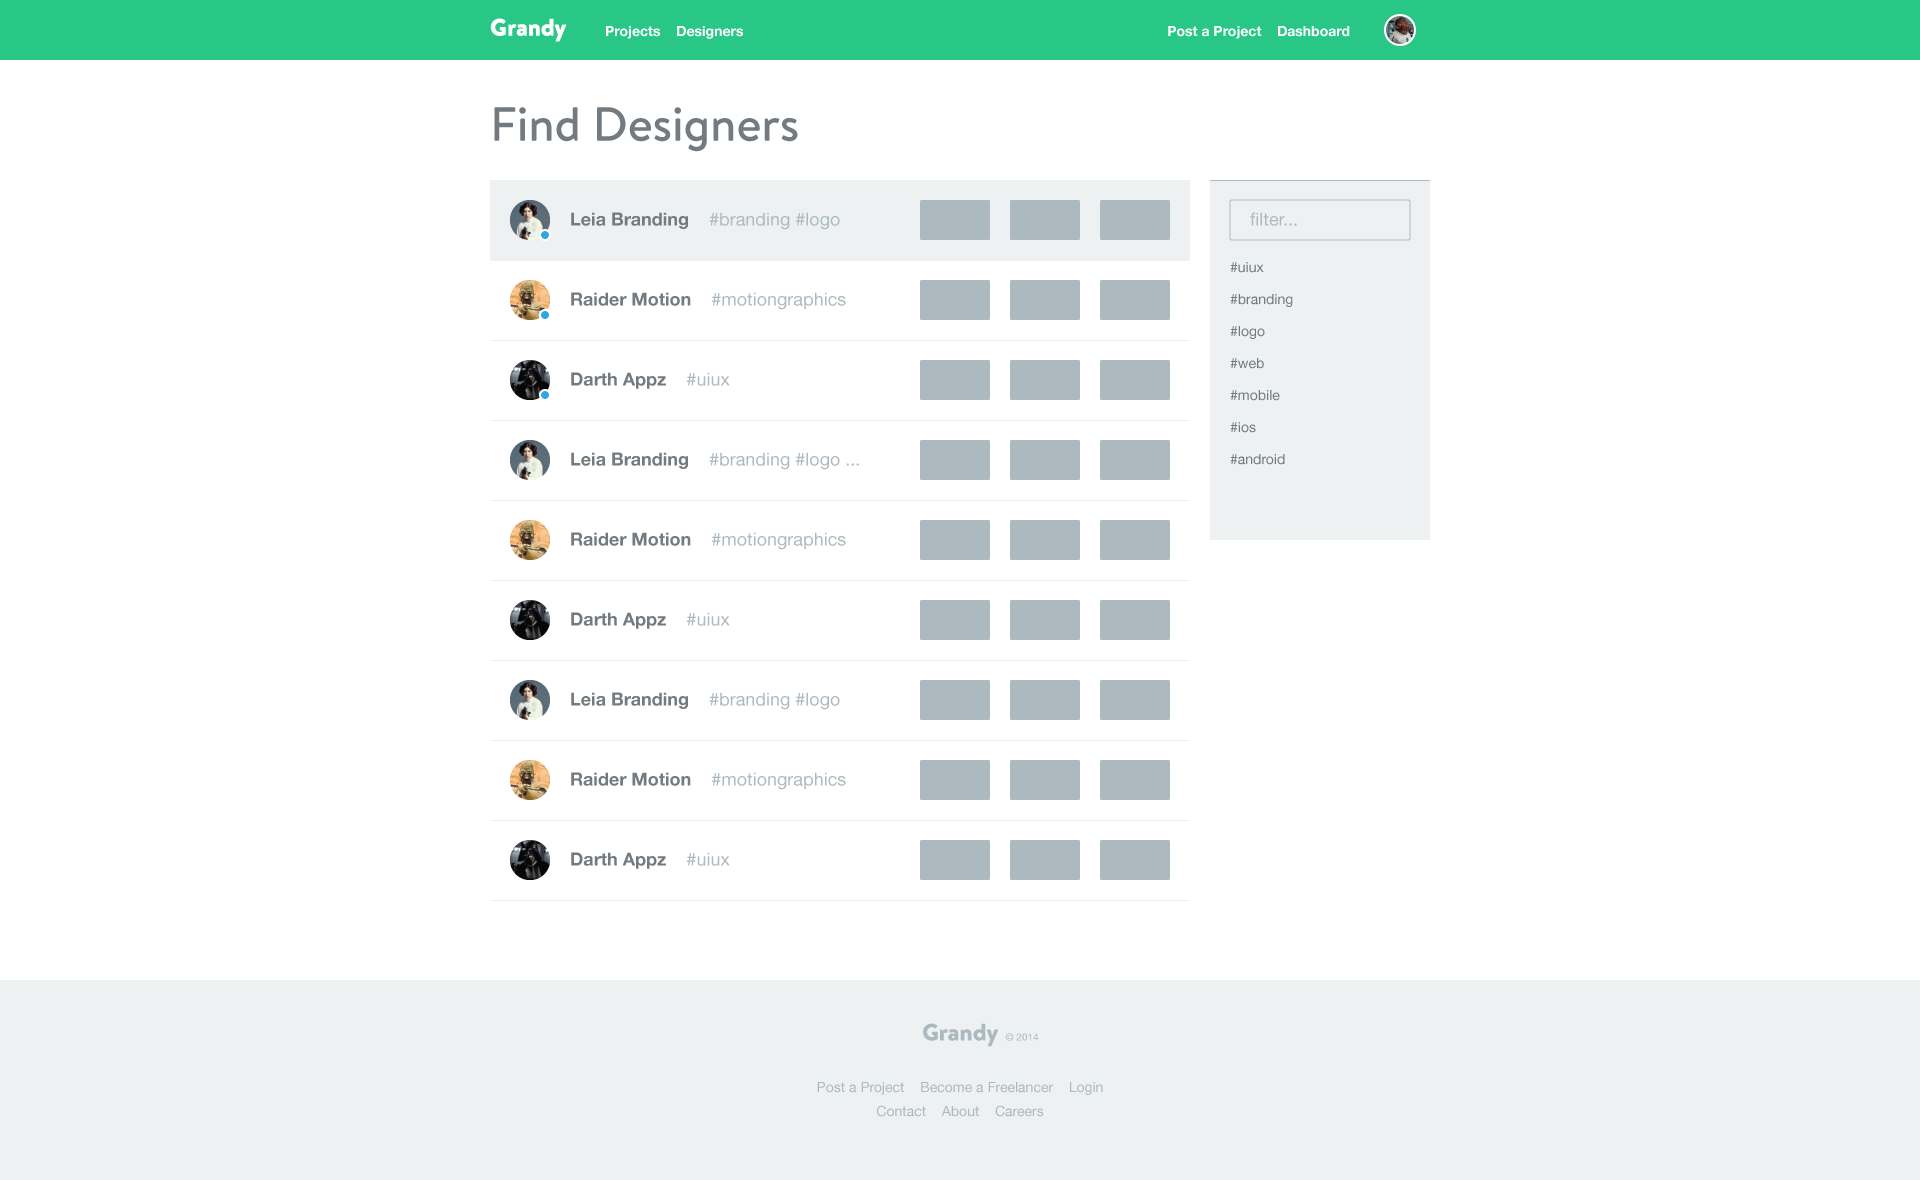 Grandy Projects Designers Post a Project Dashboard
Find Designers
Leia Branding #branding #logo
Raider Motion #motiongraphics
Darth Appz #uiux
Leia Branding #branding #logo ...
Raider Motion #motiongraphics
Darth Appz #uiux
Leia Branding #branding #logo
Raider Motion #motiongraphics
Darth Appz #uiux
filter...
#uiux
#branding
#logo
#web
#mobile
#ios
#android
Grandy © 2014
Post a Project Become a Freelancer Login
Contact About Careers